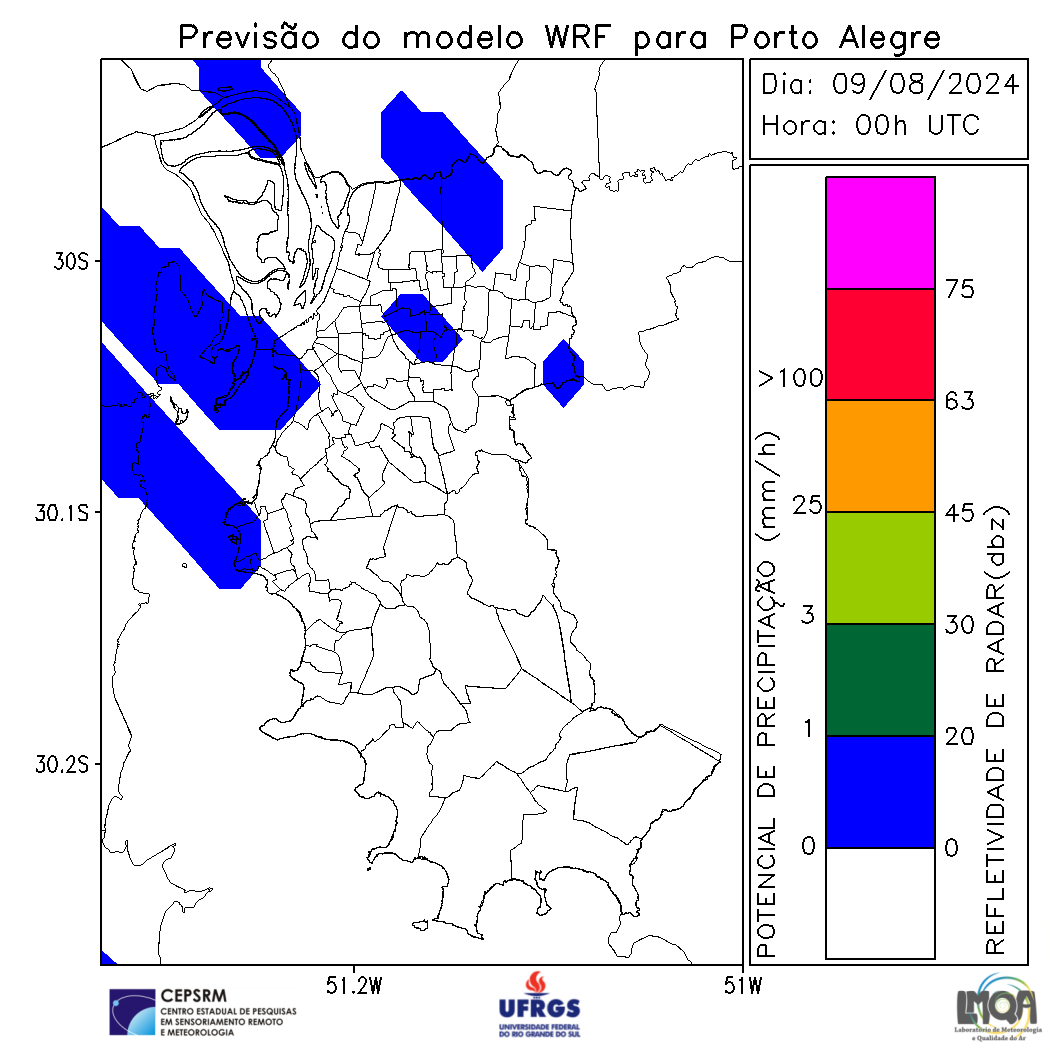 Previsão do modelo WRF para Porto Alegre
Dia: 09/08/2024
Hora: 00h UTC
30S
30.1S
30.2S
51.2W
51W
POTENCIAL DE PRECIPITAÇÃO (mm/h)
>100
25
3
1
0
75
63
45
30
20
0
REFLETIVIDADE DE RADAR(dbz)
CEPSRM
CENTRO ESTADUAL DE PESQUISAS
EM SENSORIAMENTO REMOTO
E METEOROLOGIA
UFRGS
UNIVERSIDADE FEDERAL
DO RIO GRANDE DO SUL
LMQA
Laboratório de Meteorologia
e Qualidade do Ar